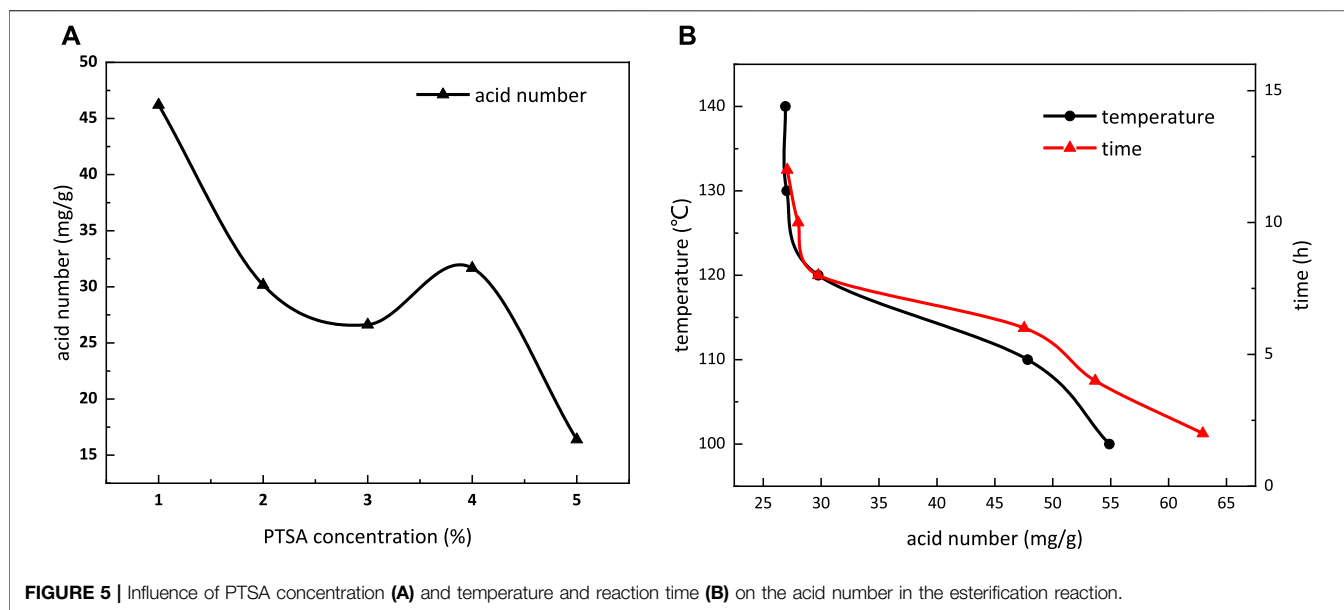 A
50
45
40
35
30
25
20
15
acid number (mg/g)
acid number
1 2 3 4 5
PTSA concentration (%)
B
140
130
120
110
100
temperature (℃)
temperature
time
15
10
5
0
time (h)
25 30 35 40 45 50 55 60 65
acid number (mg/g)
FIGURE 5 | Influence of PTSA concentration (A) and temperature and reaction time (B) on the acid number in the esterification reaction.